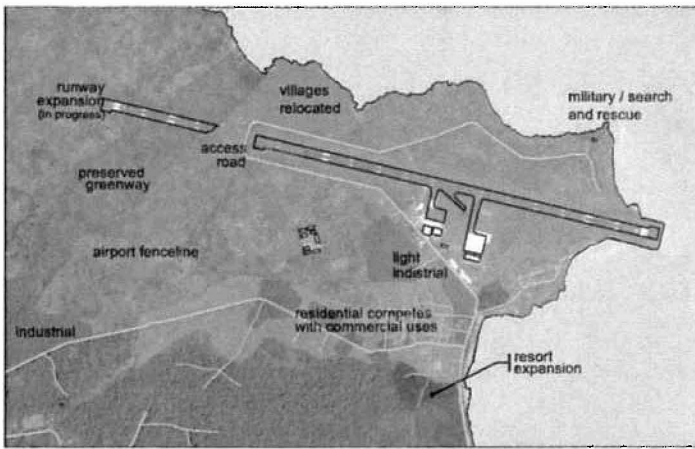 runway
expansion
(in progress)
villages
relocated
military / search
and rescue
access
road
preserved
greenway
airport fenceline
light
indistrial
residential competes
with commercial uses
industrial
resort
expansion